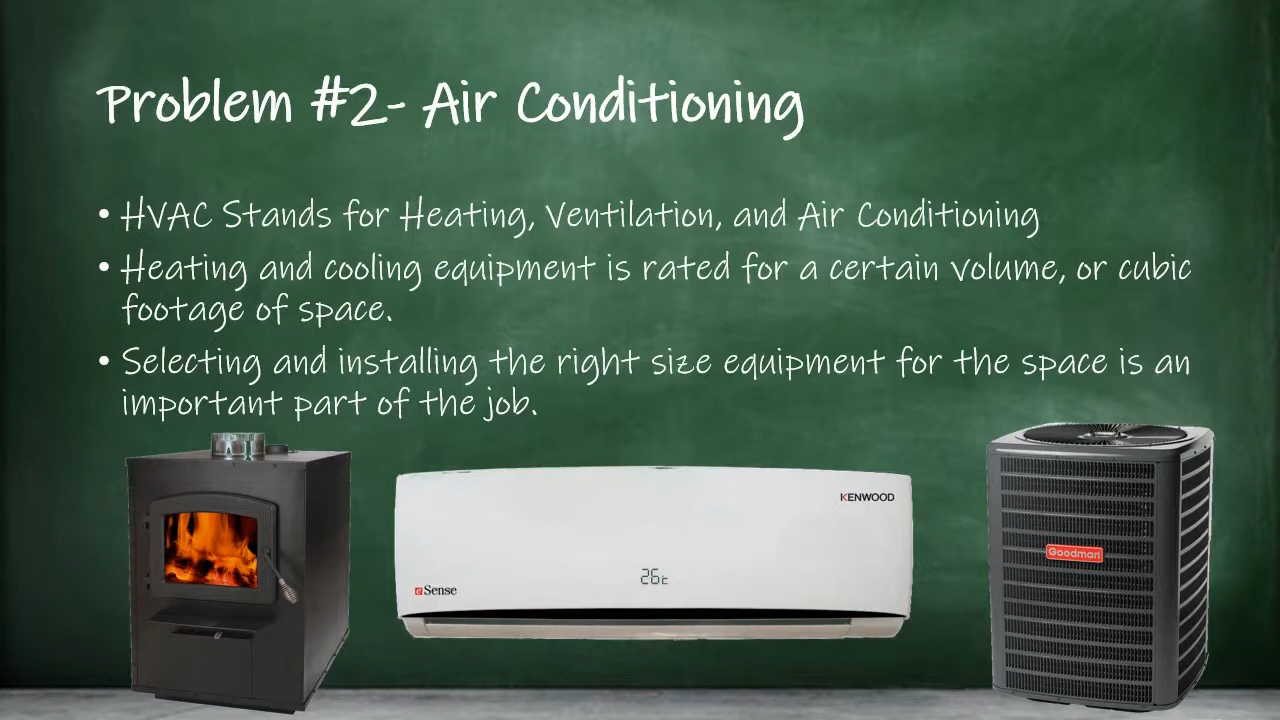 Problem #2- Air Conditioning
• HVAC Stands for Heating, Ventilation, and Air Conditioning
• Heating and cooling equipment is rated for a certain volume, or cubic
footage of space.
• Selecting and installing the right size equipment for the space is an
important part of the job.
KENWOOD
26c
eSense
Goodman